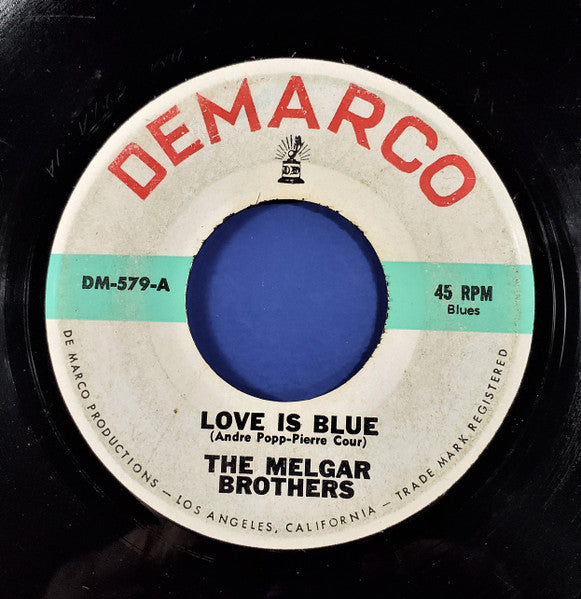 DEMARCO
DM-579-A
45 RPM
Blues
LOVE IS BLUE
(Andre Popp-Pierre Cour)
THE MELGAR
BROTHERS
DE MARCO PRODUCTIONS – LOS ANGELES, CALIFORNIA – TRADE MARK REGISTERED